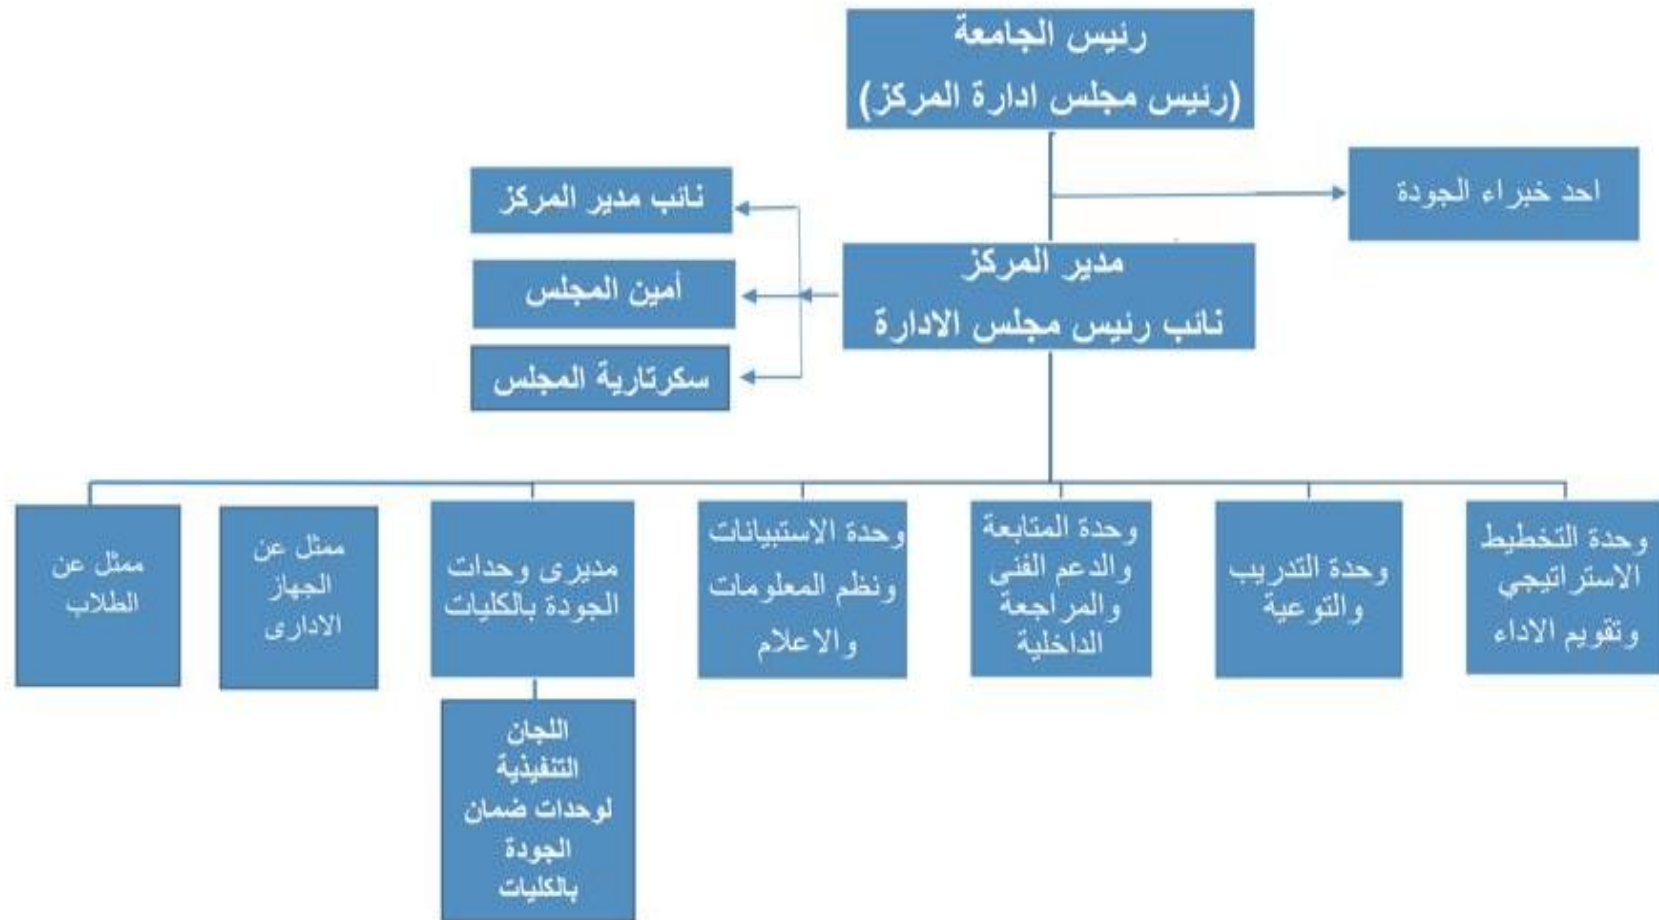 رئيس الجامعة
(رئيس مجلس ادارة المركز)
احد خبراء الجودة
نائب مدير المركز
مدير المركز
نائب رئيس مجلس الادارة
أمين المجلس
سكرتارية المجلس
وحدة التخطيط
الاستراتيجي
وتقويم الاداء
وحدة التدريب
والتوعية
وحدة المتابعة
والدعم الفنى
والمراجعة
الداخلية
وحدة الاستبيانات
ونظم المعلومات
والاعلام
مديرى وحدات
الجودة بالكليات
ممثل عن
الجهاز
الادارى
ممثل عن
الطلاب
اللجان
التنفيذية
لوحدات ضمان
الجودة
بالكليات